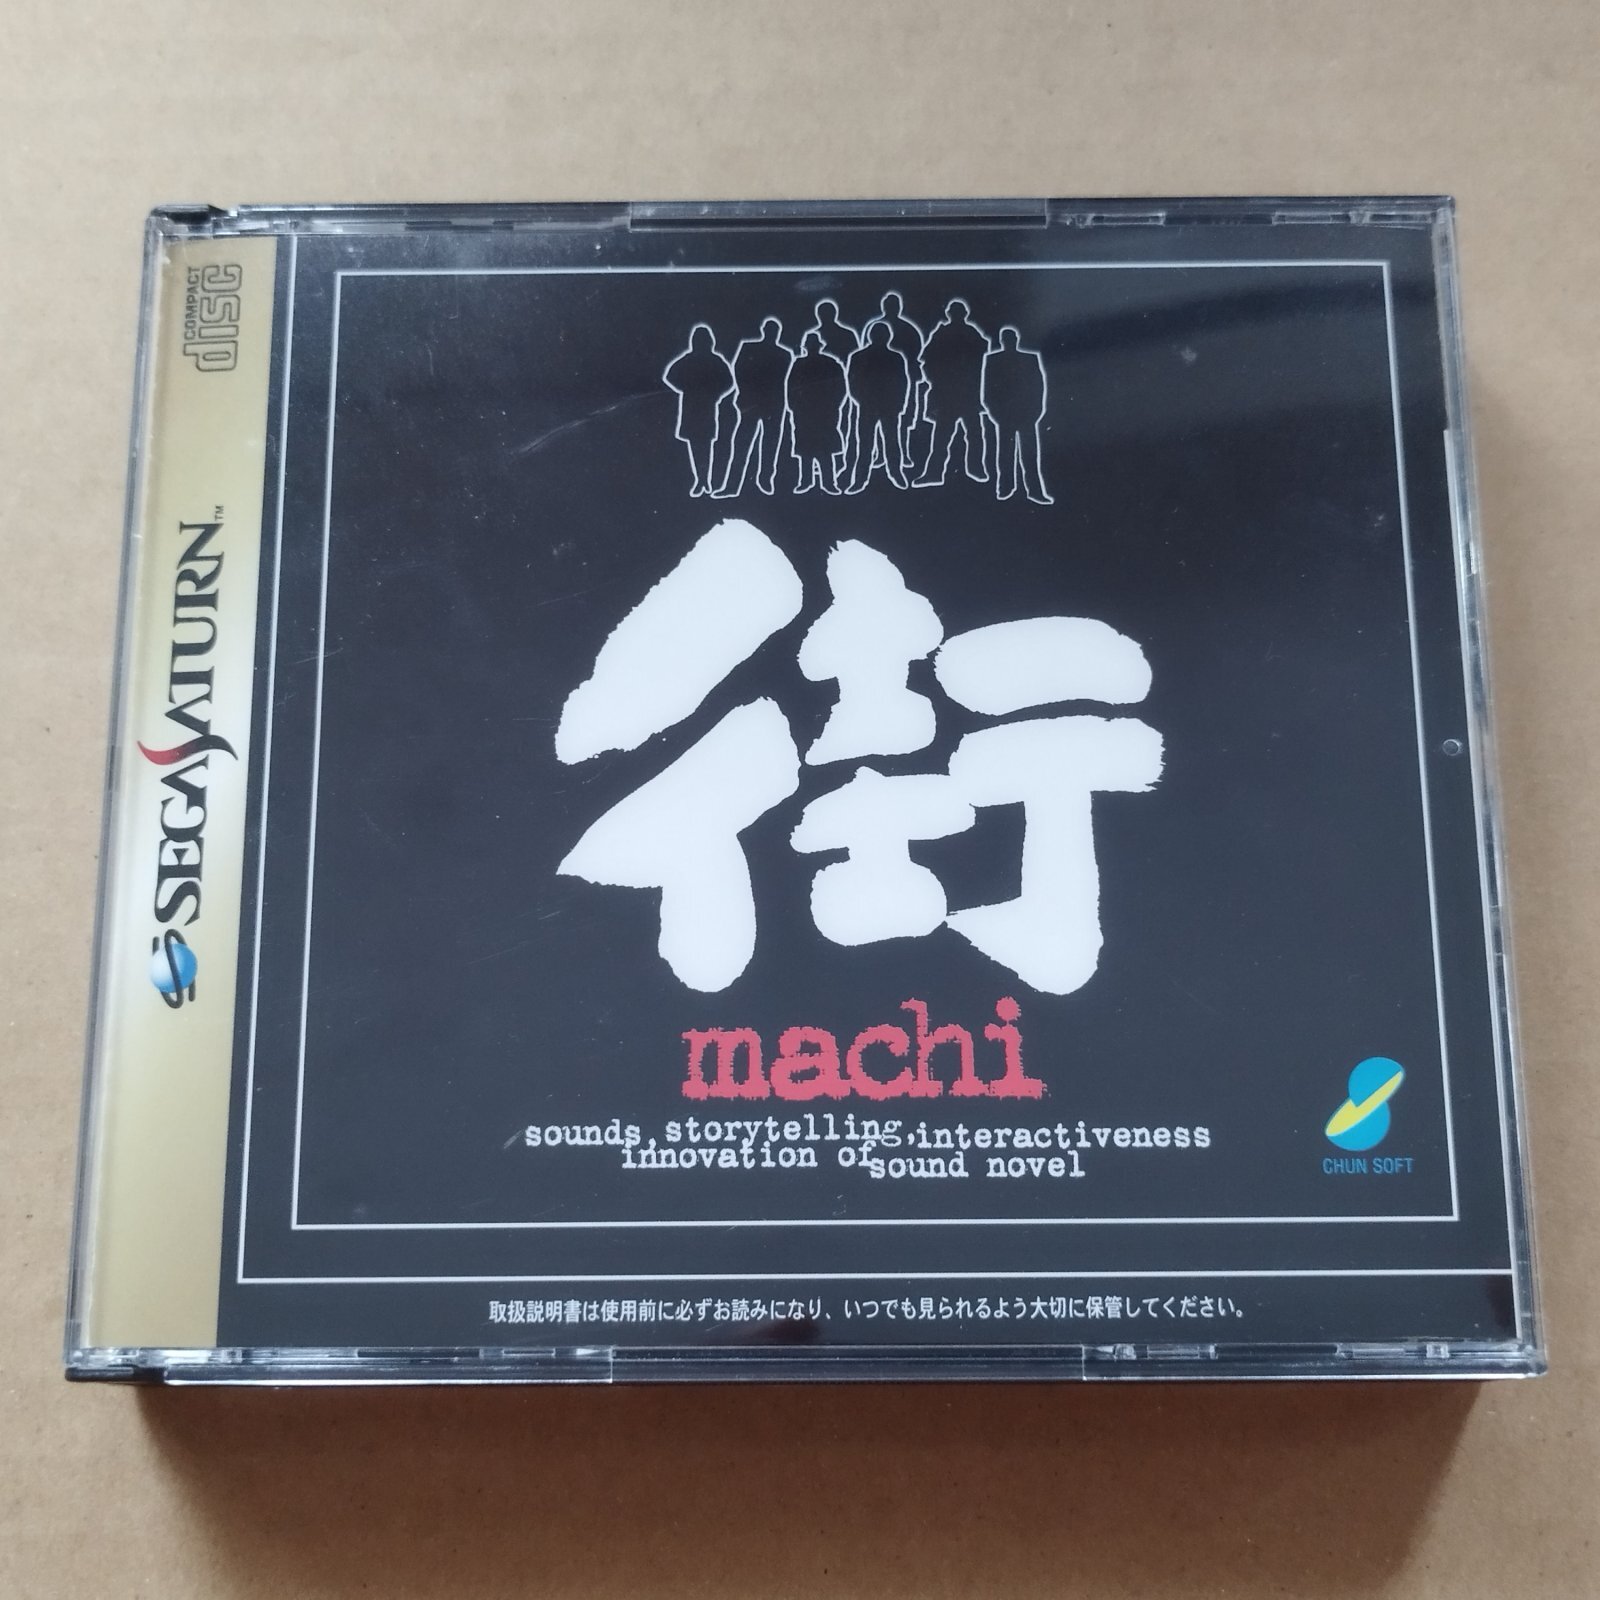 COMPACT
disc
SEGA SATURN™
街
machi
sounds, storytelling, interactiveness
innovation of sound novel
CHUN SOFT
取扱説明書は使用前に必ずお読みになり、いつでも見られるよう大切に保管してください。